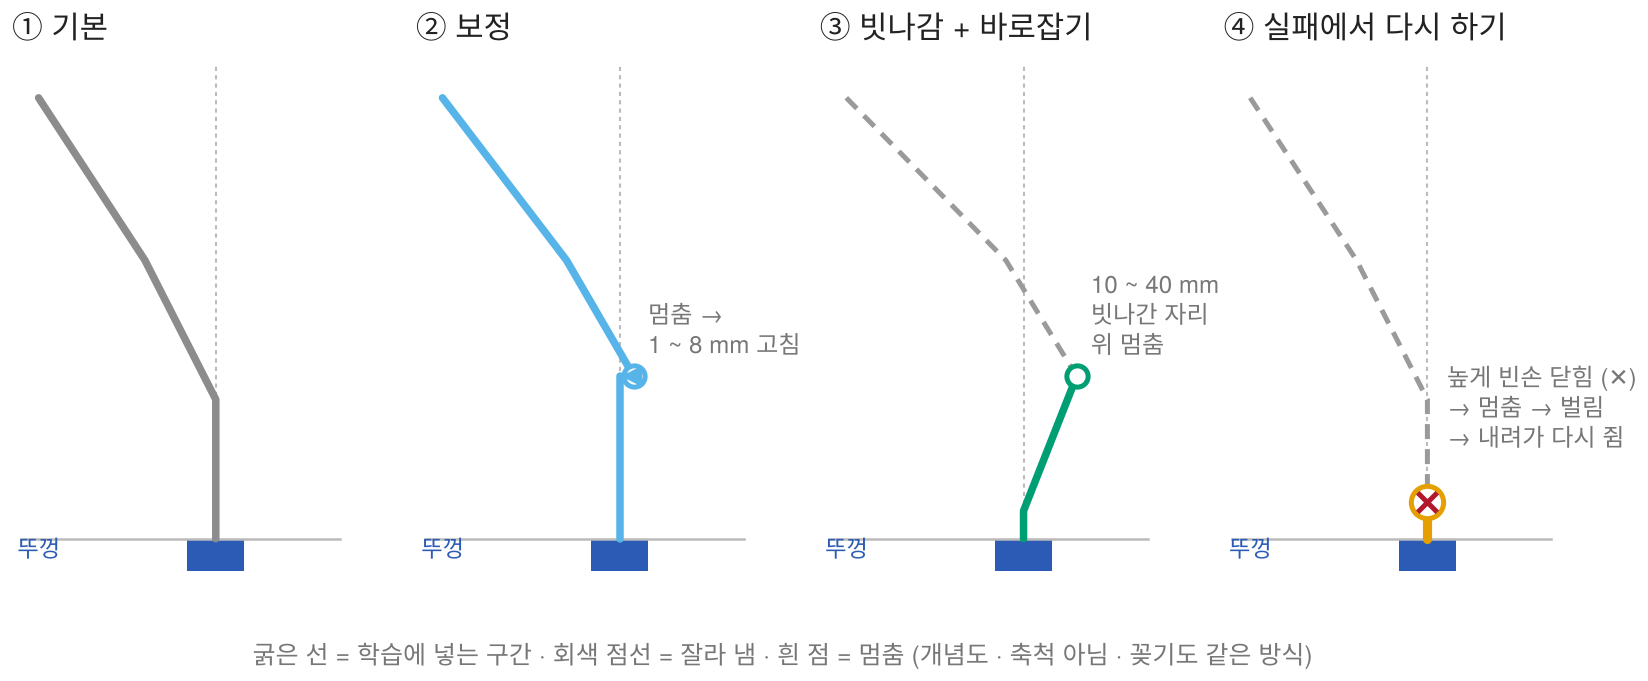 ① 기본
② 보정
③ 빗나감 + 바로잡기
④ 실패에서 다시 하기
멈춤 →
1 ~ 8 mm 고침
10 ~ 40 mm
빗나간 자리
위 멈춤
높게 빈손 닫힘 (✕)
→ 멈춤 → 벌림
→ 내려가 다시 쥠
뚜껑
뚜껑
뚜껑
뚜껑
굵은 선 = 학습에 넣는 구간 · 회색 점선 = 잘라 냄 · 흰 점 = 멈춤 (개념도 · 축척 아님 · 꽂기도 같은 방식)